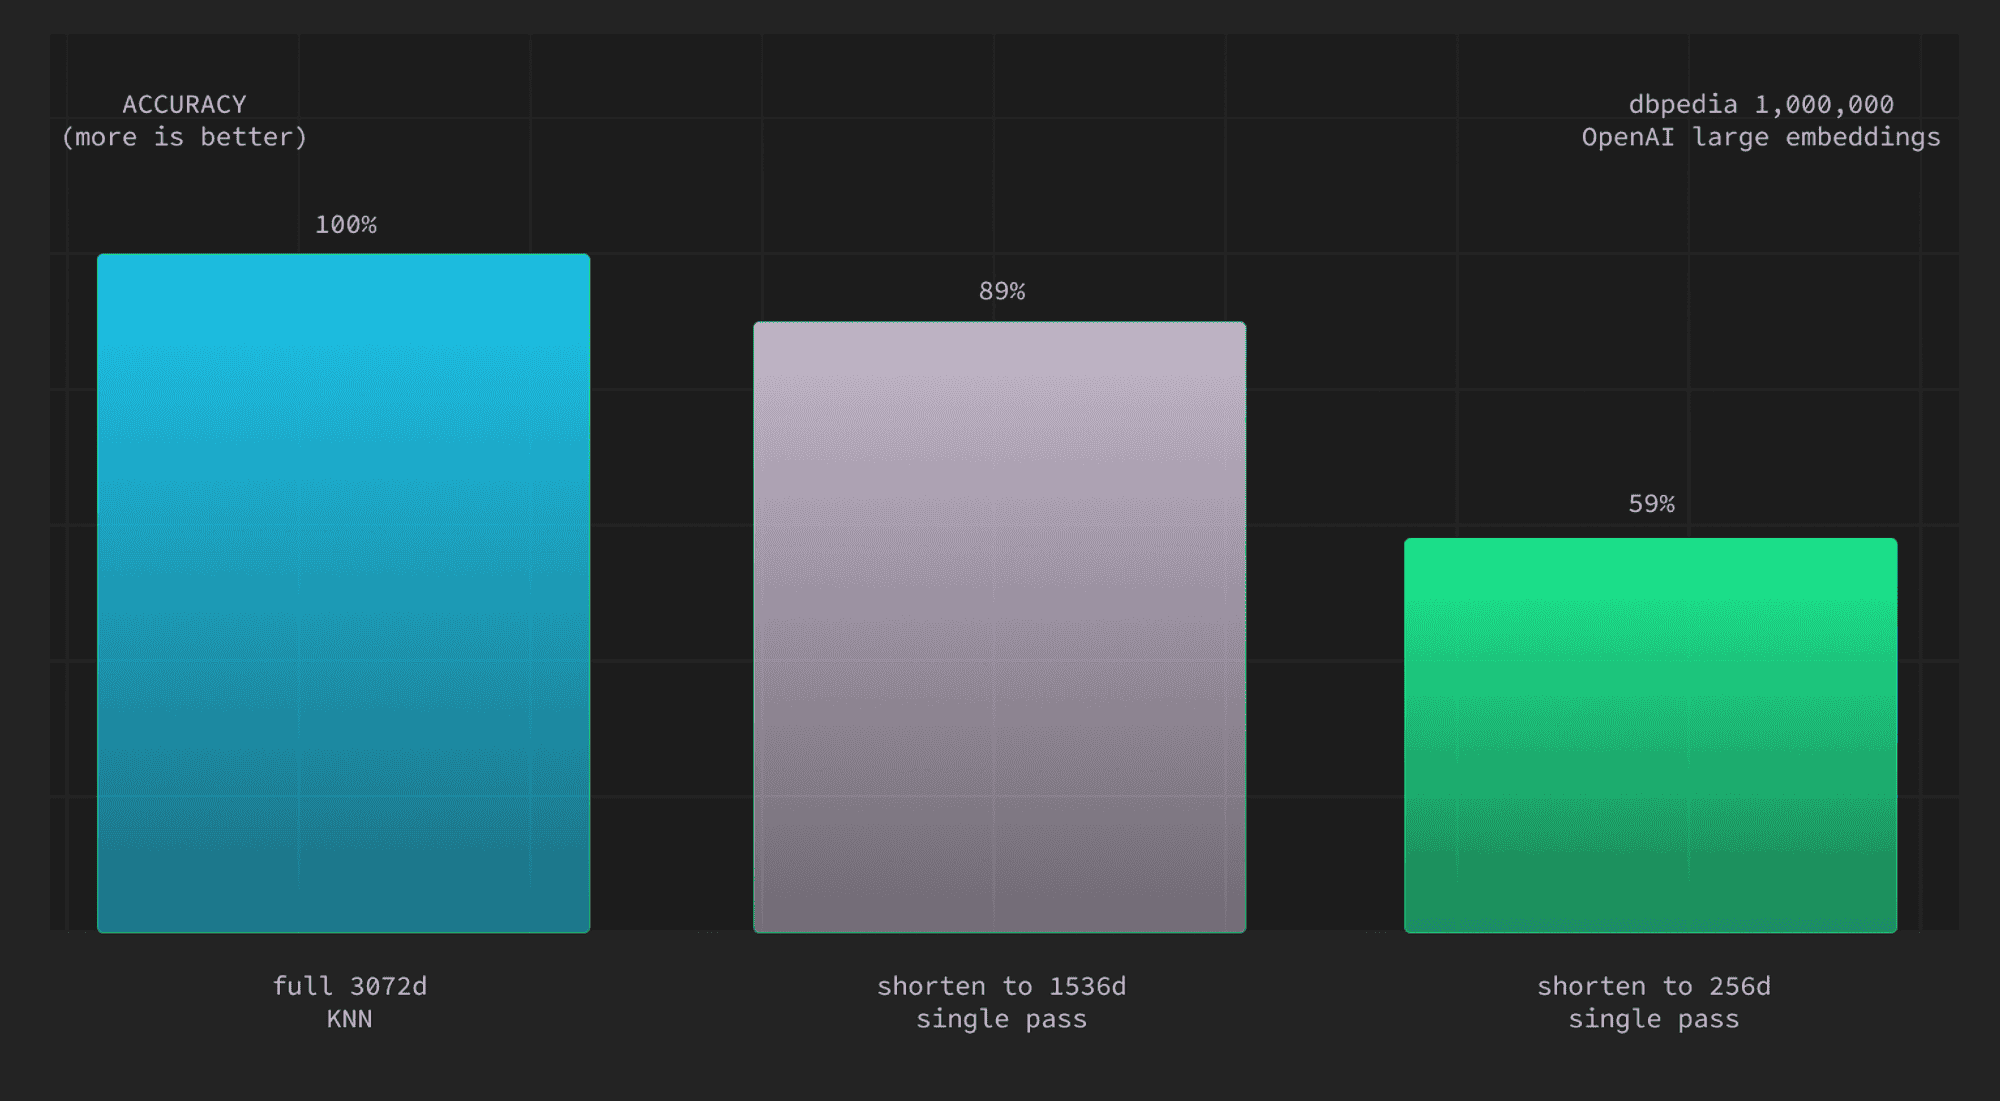 ACCURACY
(more is better)
dbpedia 1,000,000
OpenAI large embeddings
100%
89%
59%
full 3072d
KNN
shorten to 1536d
single pass
shorten to 256d
single pass